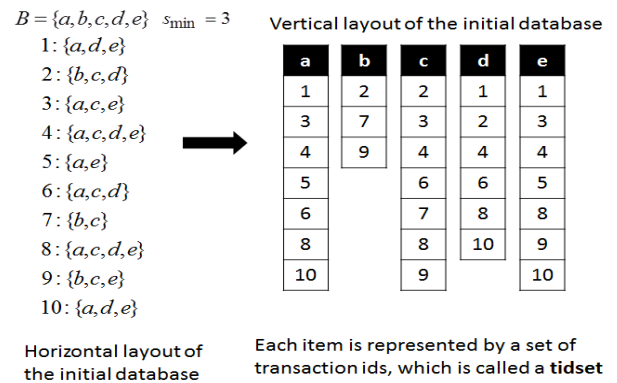 B = {a,b,c,d,e} s_min = 3
1: {a,d,e}
2: {b,c,d}
3: {a,c,e}
4: {a,c,d,e}
5: {a,e}
6: {a,c,d}
7: {b,c}
8: {a,c,d,e}
9: {b,c,e}
10: {a,d,e}
Horizontal layout of
the initial database
Vertical layout of the initial database
a b c d e
1 2 2 1 1
3 7 3 2 3
4 9 4 4 4
5 6 6 5
6 7 8 8
8 8 10 9
10 9 10
Each item is represented by a set of
transaction ids, which is called a tidset